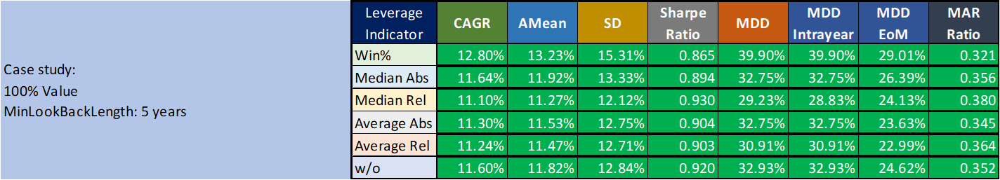 Case study:
100% Value
MinLookBackLength: 5 years
Leverage Indicator CAGR AMean SD Sharpe Ratio MDD MDD Intrayear MDD EoM MAR Ratio
Win% 12.80% 13.23% 15.31% 0.865 39.90% 39.90% 29.01% 0.321
Median Abs 11.64% 11.92% 13.33% 0.894 32.75% 32.75% 26.39% 0.356
Median Rel 11.10% 11.27% 12.12% 0.930 29.23% 28.83% 24.13% 0.380
Average Abs 11.30% 11.53% 12.75% 0.904 32.75% 32.75% 23.63% 0.345
Average Rel 11.24% 11.47% 12.71% 0.903 30.91% 30.91% 22.99% 0.364
w/o 11.60% 11.82% 12.84% 0.920 32.93% 32.93% 24.62% 0.352